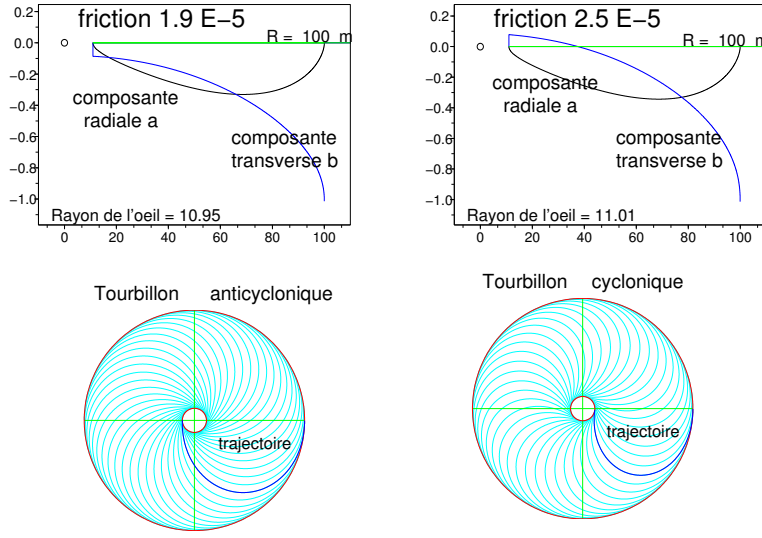 friction 1.9 E−5
R = 100 m
composante
radiale a
composante
transverse b
Rayon de l'oeil = 10.95
0.2
0.0
−0.2
−0.4
−0.6
−0.8
−1.0
0 20 40 60 80 100
friction 2.5 E−5
R = 100 m
composante
radiale a
composante
transverse b
Rayon de l'oeil = 11.01
0.2
0.0
−0.2
−0.4
−0.6
−0.8
−1.0
0 20 40 60 80 100
Tourbillon anticyclonique
trajectoire
Tourbillon cyclonique
trajectoire